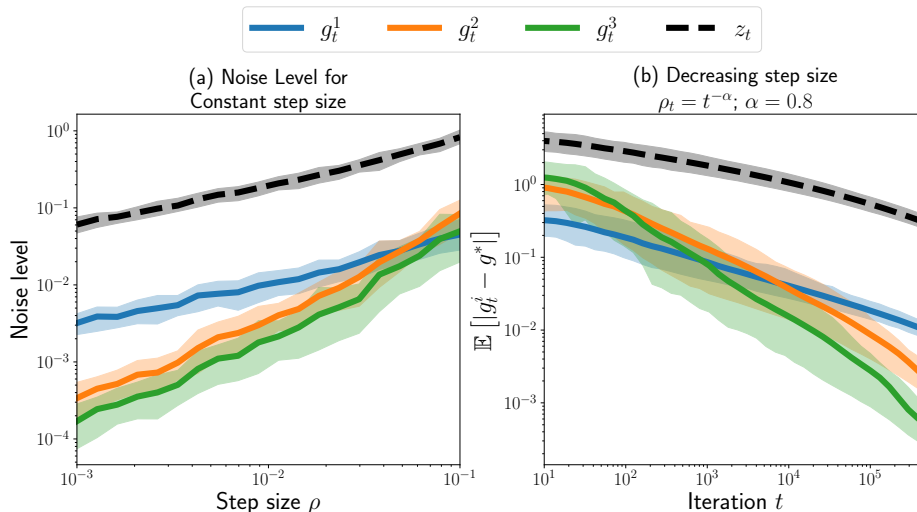 g_t^1 g_t^2 g_t^3 z_t
(a) Noise Level for
Constant step size
10^0
10^{-1}
10^{-2}
10^{-3}
10^{-4}
Noise level
10^{-3} 10^{-2} 10^{-1}
Step size ρ
(b) Decreasing step size
ρ_t = t^{-α}; α = 0.8
10^0
10^{-1}
10^{-2}
10^{-3}
𝔼 [|g_t^i − g^*|]
10^1 10^2 10^3 10^4 10^5
Iteration t